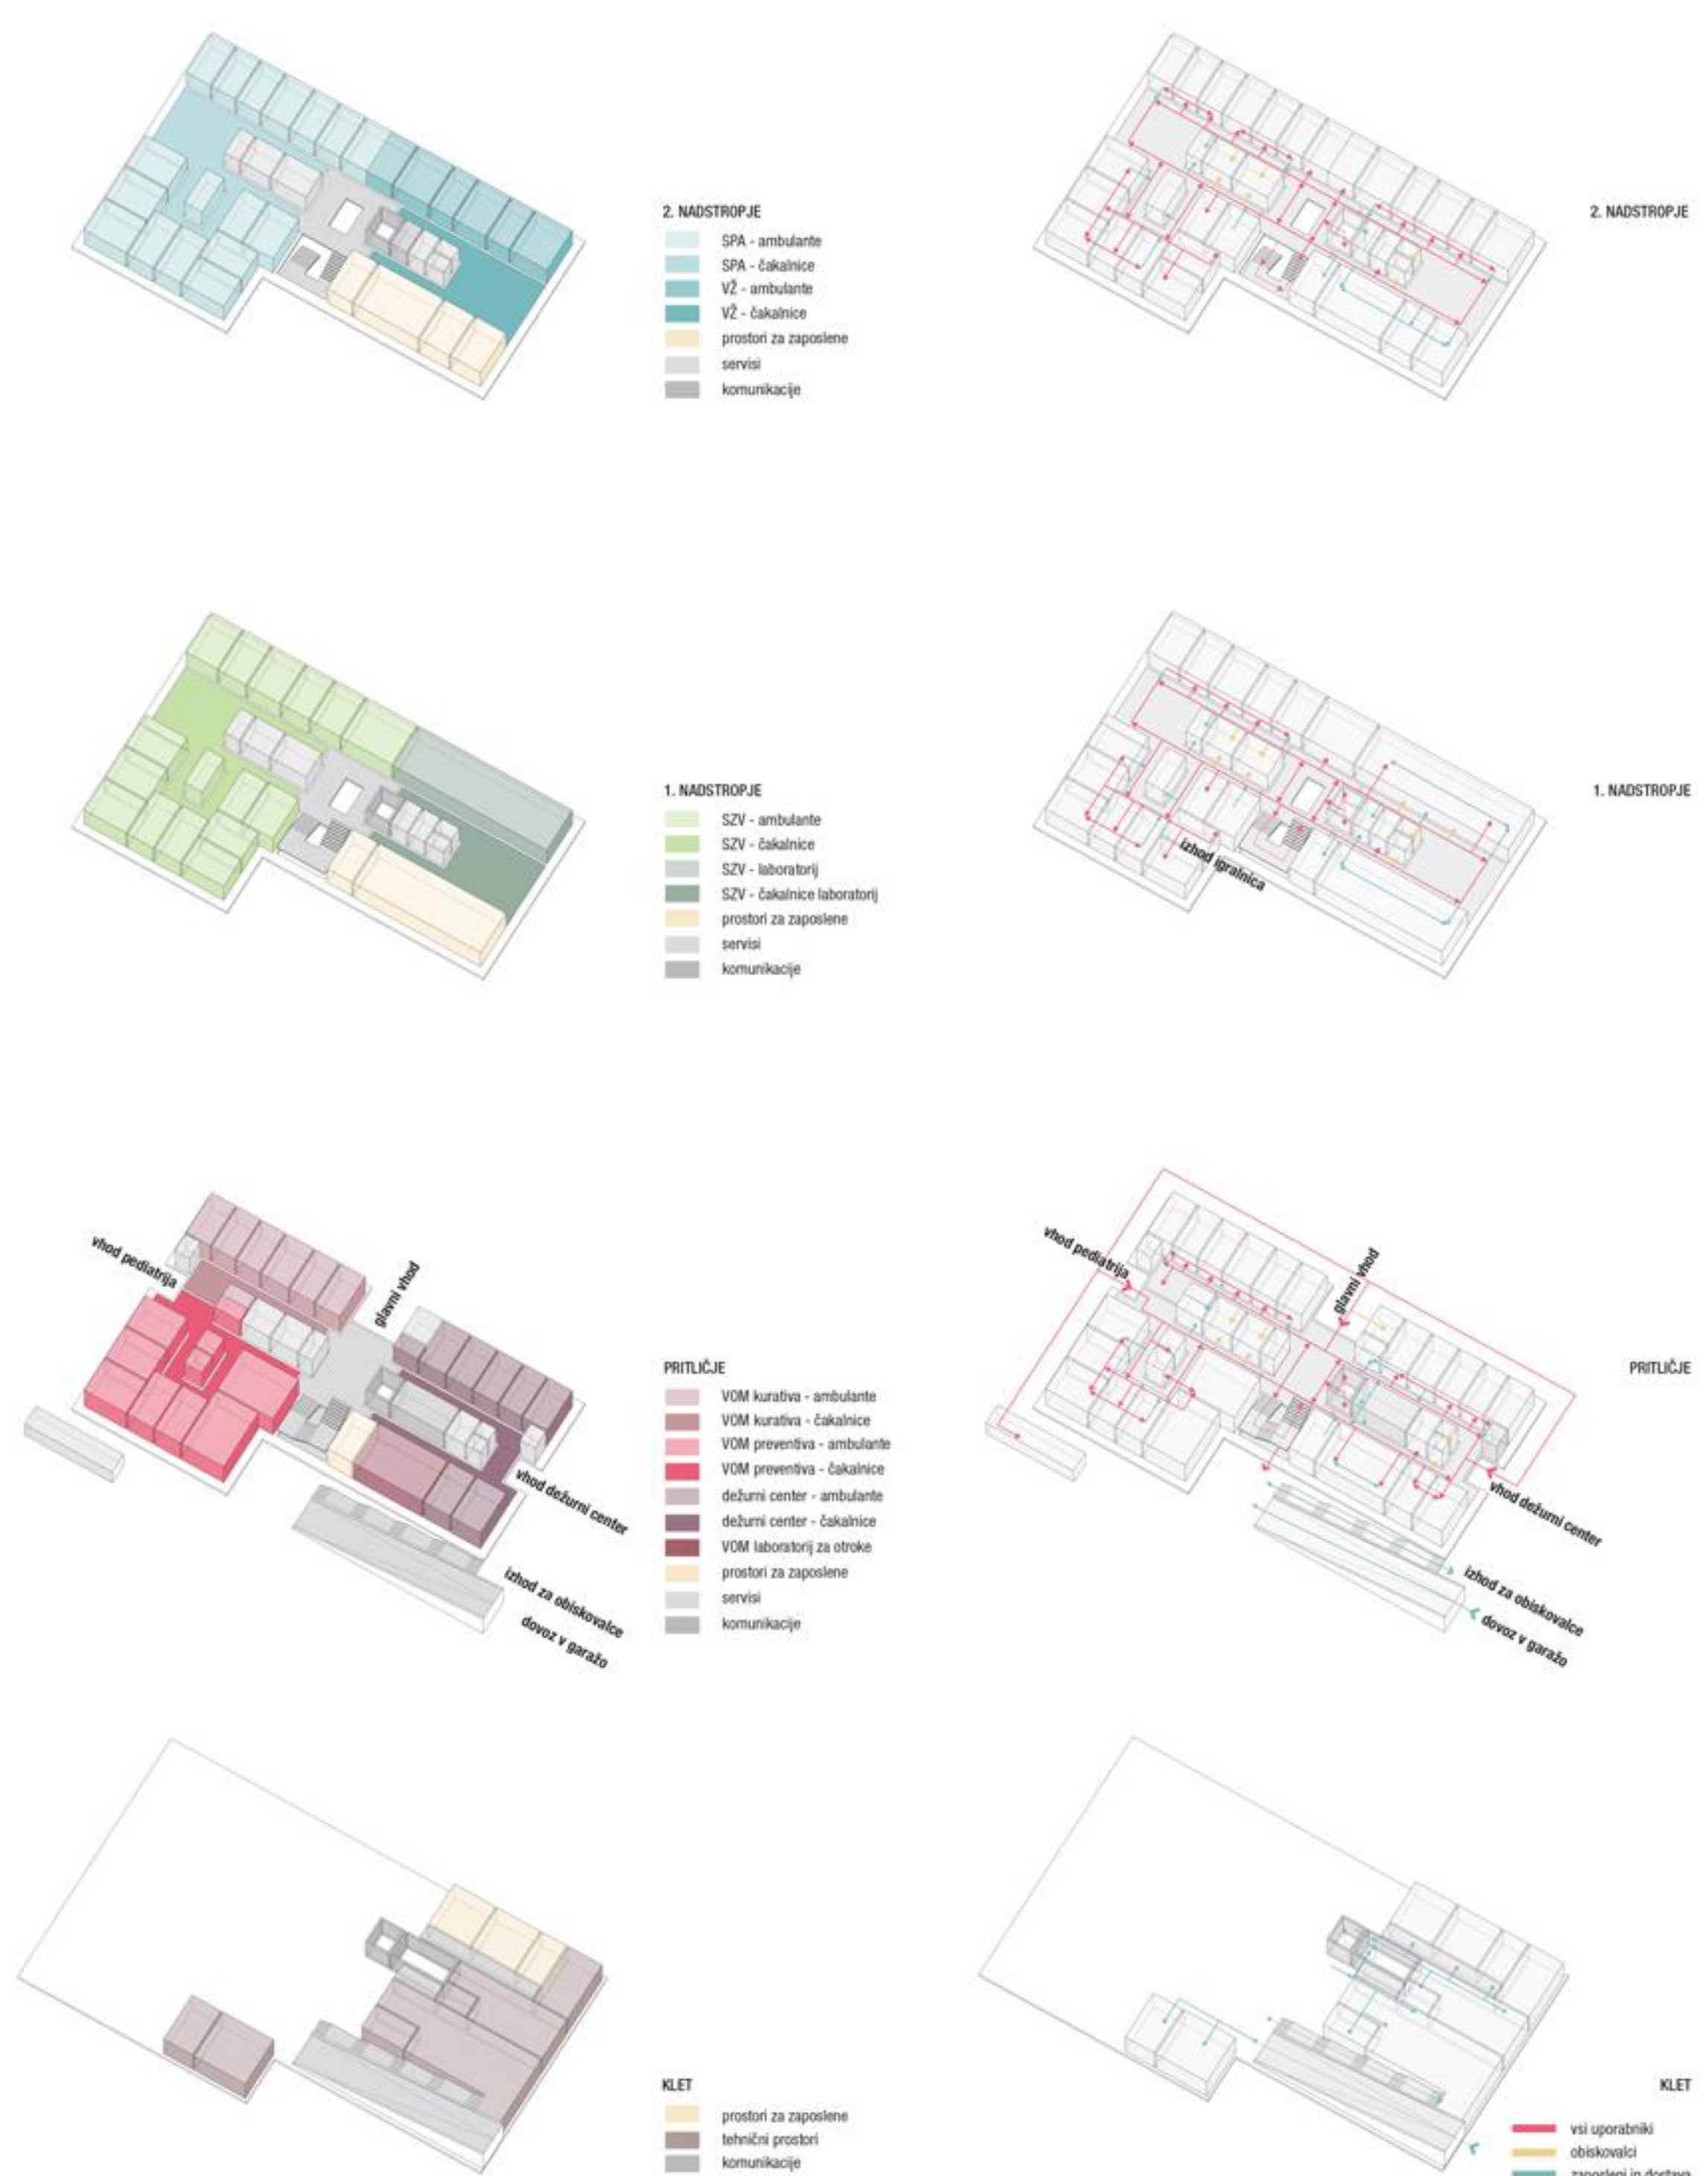 2. NADSTROPJE
SPA - ambulante
SPA - čakalnice
VŽ - ambulante
VŽ - čakalnice
prostori za zaposlene
servisi
komunikacije
2. NADSTROPJE
1. NADSTROPJE
SZV - ambulante
SZV - čakalnice
SZV - laboratorij
SZV - čakalnice laboratorij
prostori za zaposlene
servisi
komunikacije
izhod igralnica
1. NADSTROPJE
vhod pediatrija
glavni vhod
vhod dežurni center
izhod za obiskovalce
dovoz v garažo
PRITLIČJE
VOM kurativa - ambulante
VOM kurativa - čakalnice
VOM preventiva - ambulante
VOM preventiva - čakalnice
dežurni center - ambulante
dežurni center - čakalnice
VOM laboratorij za otroke
prostori za zaposlene
servisi
komunikacije
vhod pediatrija
glavni vhod
vhod dežurni center
izhod za obiskovalce
dovoz v garažo
PRITLIČJE
KLET
prostori za zaposlene
tehnični prostori
komunikacije
KLET
vsi uporabniki
obiskovalci
zaposleni in dostava